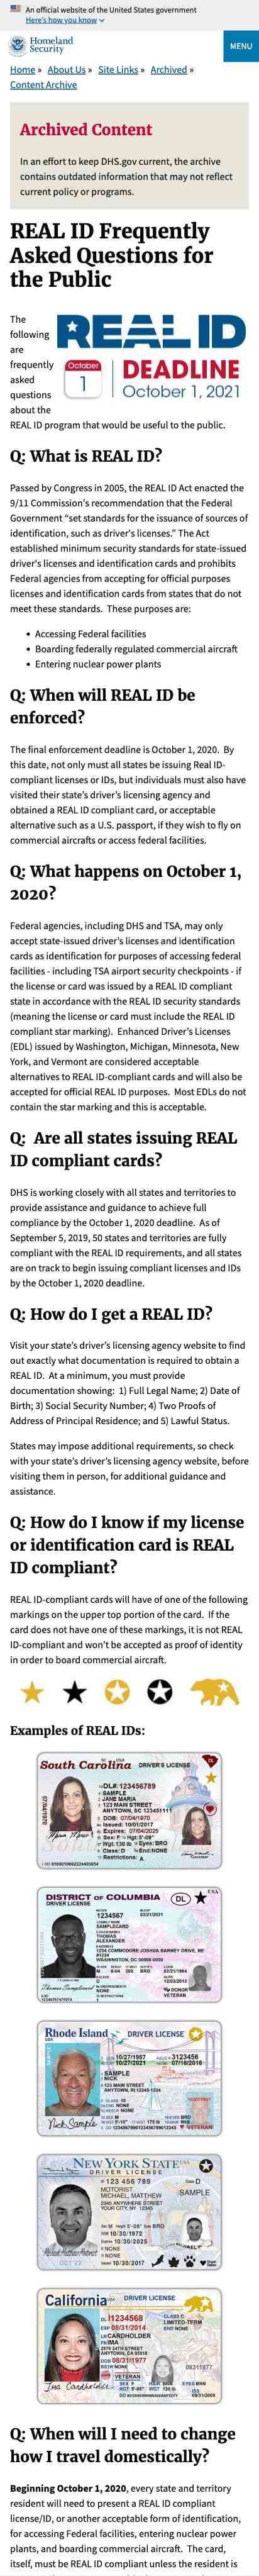 An official website of the United States government
Here's how you know
Homeland
Security
MENU
Home » About Us » Site Links » Archived »
Content Archive
Archived Content
In an effort to keep DHS.gov current, the archive
contains outdated information that may not reflect
current policy or programs.
REAL ID Frequently
Asked Questions for
the Public
The
following
are
frequently
asked
questions
about the
REAL ID program that would be useful to the public.
REAL ID
October
1
DEADLINE
October 1, 2021
Q: What is REAL ID?
Passed by Congress in 2005, the REAL ID Act enacted the
9/11 Commission's recommendation that the Federal
Government “set standards for the issuance of sources of
identification, such as driver's licenses.” The Act
established minimum security standards for state-issued
driver's licenses and identification cards and prohibits
Federal agencies from accepting for official purposes
licenses and identification cards from states that do not
meet these standards.  These purposes are:
• Accessing Federal facilities
• Boarding federally regulated commercial aircraft
• Entering nuclear power plants
Q: When will REAL ID be
enforced?
The final enforcement deadline is October 1, 2020.  By
this date, not only must all states be issuing Real ID-
compliant licenses or IDs, but individuals must also have
visited their state’s driver’s licensing agency and
obtained a REAL ID compliant card, or acceptable
alternative such as a U.S. passport, if they wish to fly on
commercial aircrafts or access federal facilities.
Q: What happens on October 1,
2020?
Federal agencies, including DHS and TSA, may only
accept state-issued driver’s licenses and identification
cards as identification for purposes of accessing federal
facilities - including TSA airport security checkpoints - if
the license or card was issued by a REAL ID compliant
state in accordance with the REAL ID security standards
(meaning the license or card must include the REAL ID
compliant star marking).  Enhanced Driver’s Licenses
(EDL) issued by Washington, Michigan, Minnesota, New
York, and Vermont are considered acceptable
alternatives to REAL ID-compliant cards and will also be
accepted for official REAL ID purposes.  Most EDLs do not
contain the star marking and this is acceptable.
Q:  Are all states issuing REAL
ID compliant cards?
DHS is working closely with all states and territories to
provide assistance and guidance to achieve full
compliance by the October 1, 2020 deadline.  As of
September 5, 2019, 50 states and territories are fully
compliant with the REAL ID requirements, and all states
are on track to begin issuing compliant licenses and IDs
by the October 1, 2020 deadline.
Q: How do I get a REAL ID?
Visit your state’s driver’s licensing agency website to find
out exactly what documentation is required to obtain a
REAL ID.  At a minimum, you must provide
documentation showing:  1) Full Legal Name; 2) Date of
Birth; 3) Social Security Number; 4) Two Proofs of
Address of Principal Residence; and 5) Lawful Status.
States may impose additional requirements, so check
with your state’s driver’s licensing agency website, before
visiting them in person, for additional guidance and
assistance.
Q: How do I know if my license
or identification card is REAL
ID compliant?
REAL ID-compliant cards will have of one of the following
markings on the upper top portion of the card.  If the
card does not have one of these markings, it is not REAL
ID-compliant and won’t be accepted as proof of identity
in order to board commercial aircraft.
Examples of REAL IDs:
South Carolina DRIVER'S LICENSE
DL# 123456789
SAMPLE
JANE MARIA
123 MAIN STREET
ANYTOWN, SC 123451111
DOB: 07/04/1970
Issued: 10/01/2017
Expires: 07/04/2025
Sex: F Hgt: 5'-09"
Wgt: 130 lb Eyes: BRO
Class: D
Restrictions: A
DISTRICT OF COLUMBIA DL USA
DRIVER LICENSE
1234567 02/21/2021
SAMPLECARD
THOMAS
ALEXANDER
1234 COMMODORE JOSHUA BARNEY DRIVE, NE
WASHINGTON, DC
DONOR
VETERAN
Rhode Island DRIVER LICENSE
10/27/1957 3123456
10/27/2021 07/18/2016
SAMPLE
NICK
123 MAIN STREET
NONE
VETERAN
NEW YORK STATE USA
DRIVER LICENSE
123 456 789 D
MOTORIST
MICHAEL, MATTHEW
2345 ANYWHERE STREET
YOUR CITY, NY 12345
SAMPLE
DOB 10/30/1972
Expires 10/30/2025
E NONE
R NONE
Issued 10/30/2017
California USA DRIVER LICENSE
DL I1234568
EXP 08/31/2014
LN CARDHOLDER
FN IMA
2570 24TH STREET
ANYTOWN, CA 95818
DOB 08/31/1977
RSTR NONE
CLASS C
LIMITED-TERM
END NONE
08311977
VETERAN
Q: When will I need to change
how I travel domestically?
Beginning October 1, 2020, every state and territory
resident will need to present a REAL ID compliant
license/ID, or another acceptable form of identification,
for accessing Federal facilities, entering nuclear power
plants, and boarding commercial aircraft.  The card,
itself, must be REAL ID compliant unless the resident is